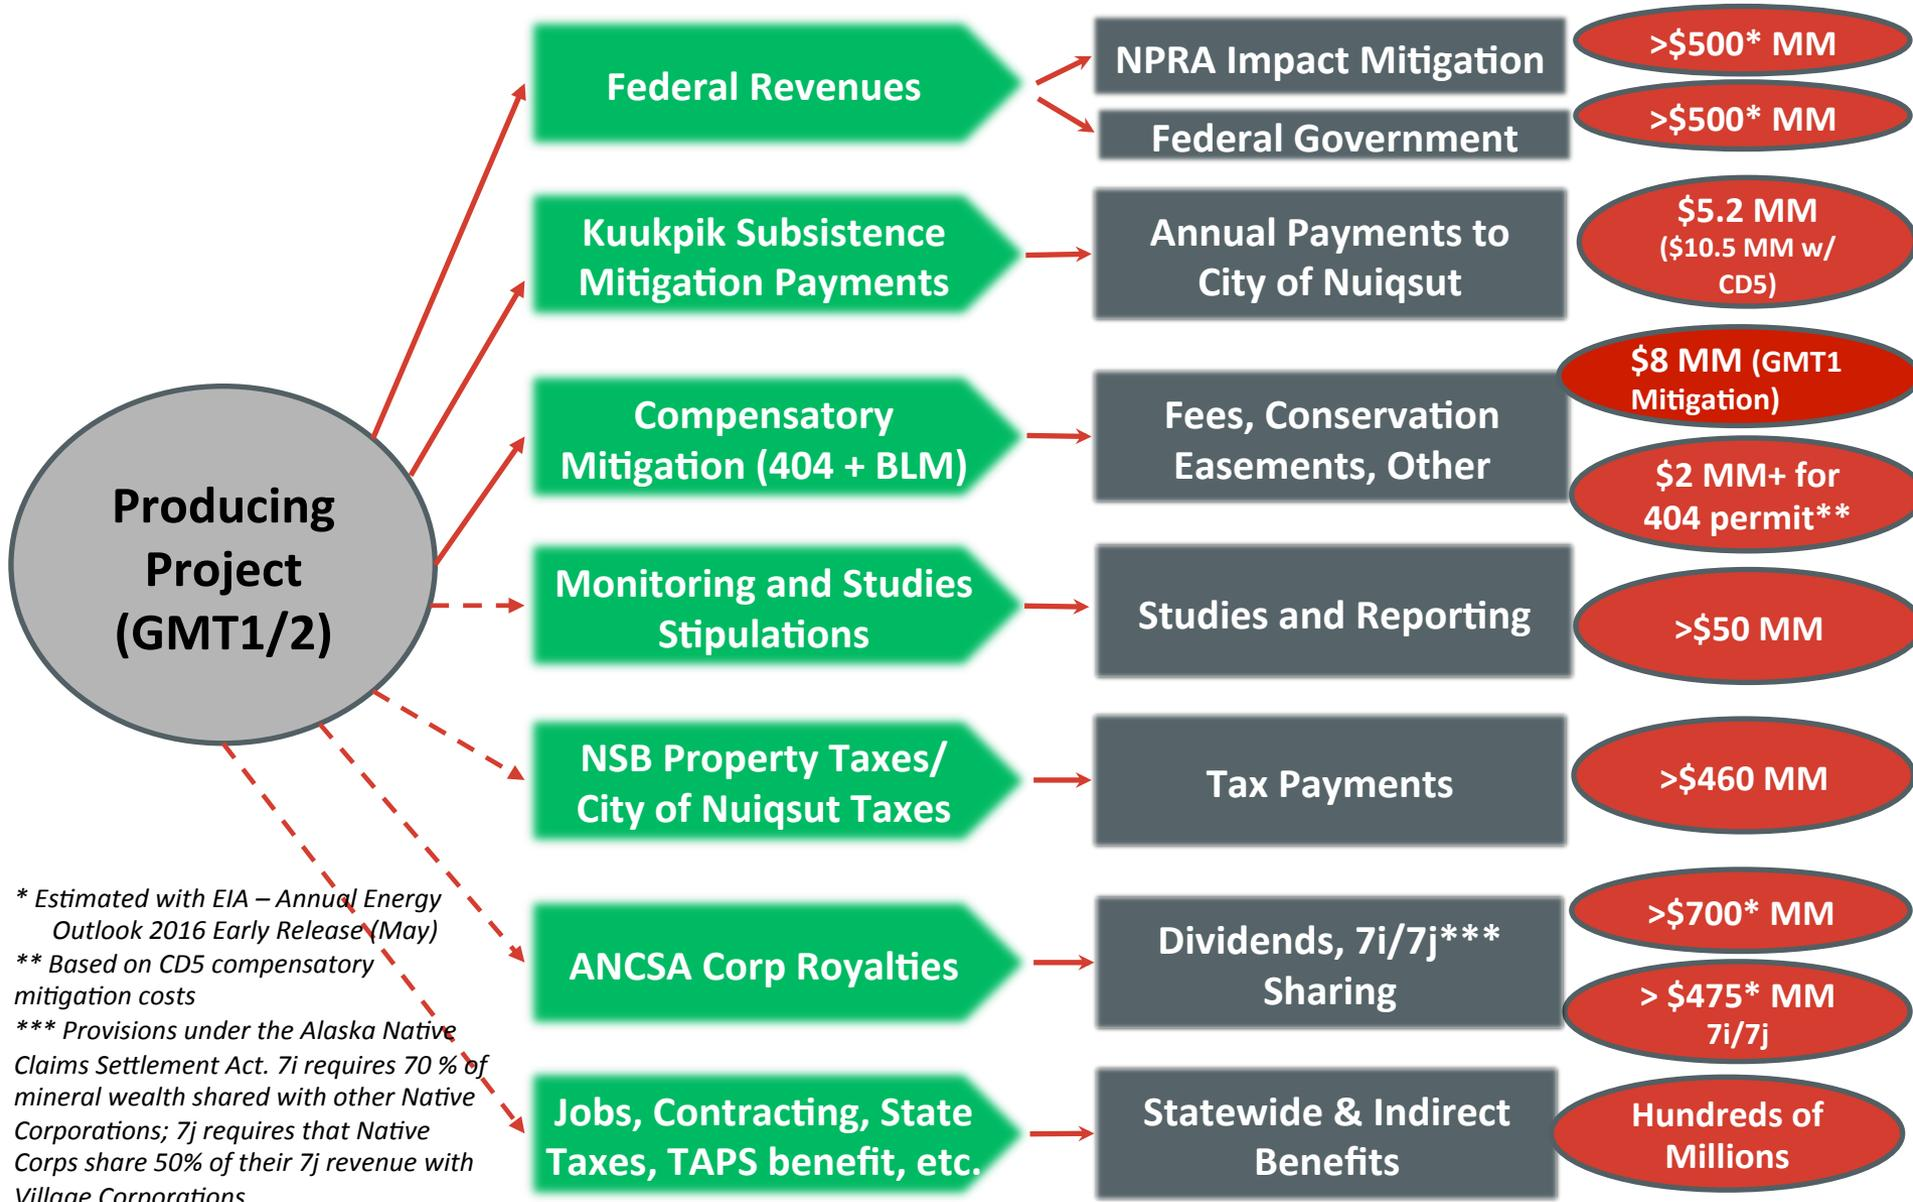 Producing
Project
(GMT1/2)
Federal Revenues
NPRA Impact Mitigation
>$500* MM
Federal Government
>$500* MM
Kuukpik Subsistence
Mitigation Payments
Annual Payments to
City of Nuiqsut
$5.2 MM
($10.5 MM w/
CD5)
Compensatory
Mitigation (404 + BLM)
Fees, Conservation
Easements, Other
$8 MM (GMT1
Mitigation)
$2 MM+ for
404 permit**
Monitoring and Studies
Stipulations
Studies and Reporting
>$50 MM
NSB Property Taxes/
City of Nuiqsut Taxes
Tax Payments
>$460 MM
ANCSA Corp Royalties
Dividends, 7i/7j***
Sharing
>$700* MM
> $475* MM
7i/7j
Jobs, Contracting, State
Taxes, TAPS benefit, etc.
Statewide & Indirect
Benefits
Hundreds of
Millions
* Estimated with EIA – Annual Energy
Outlook 2016 Early Release (May)
** Based on CD5 compensatory
mitigation costs
*** Provisions under the Alaska Native
Claims Settlement Act. 7i requires 70 % of
mineral wealth shared with other Native
Corporations; 7j requires that Native
Corps share 50% of their 7j revenue with
Village Corporations